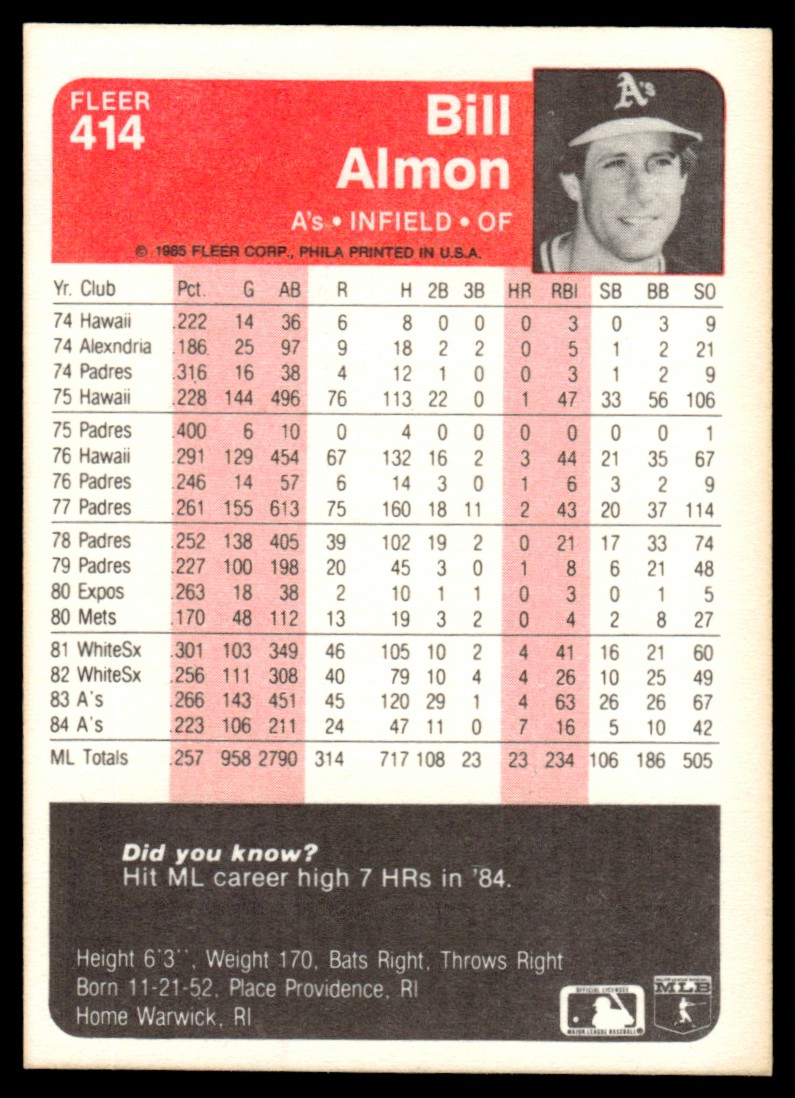 FLEER
414
Bill
Almon
A's • INFIELD • OF
© 1985 FLEER CORP., PHILA PRINTED IN U.S.A.
A's
Yr. Club Pct. G AB R H 2B 3B HR RBI SB BB SO
74 Hawaii .222 14 36 6 8 0 0 0 3 0 3 9
74 Alexndria .186 25 97 9 18 2 2 0 5 1 2 21
74 Padres .316 16 38 4 12 1 0 0 3 1 2 9
75 Hawaii .228 144 496 76 113 22 0 1 47 33 56 106
75 Padres .400 6 10 0 4 0 0 0 0 0 0 1
76 Hawaii .291 129 454 67 132 16 2 3 44 21 35 67
76 Padres .246 14 57 6 14 3 0 1 6 3 2 9
77 Padres .261 155 613 75 160 18 11 2 43 20 37 114
78 Padres .252 138 405 39 102 19 2 0 21 17 33 74
79 Padres .227 100 198 20 45 3 0 1 8 6 21 48
80 Expos .263 18 38 2 10 1 1 0 3 0 1 5
80 Mets .170 48 112 13 19 3 2 0 4 2 8 27
81 WhiteSx .301 103 349 46 105 10 2 4 41 16 21 60
82 WhiteSx .256 111 308 40 79 10 4 4 26 10 25 49
83 A's .266 143 451 45 120 29 1 4 63 26 26 67
84 A's .223 106 211 24 47 11 0 7 16 5 10 42
ML Totals .257 958 2790 314 717 108 23 23 234 106 186 505
Did you know?
Hit ML career high 7 HRs in '84.
Height 6'3'', Weight 170, Bats Right, Throws Right
Born 11-21-52, Place Providence, RI
Home Warwick, RI
OFFICIAL LICENSEE
MAJOR LEAGUE BASEBALL
MLB